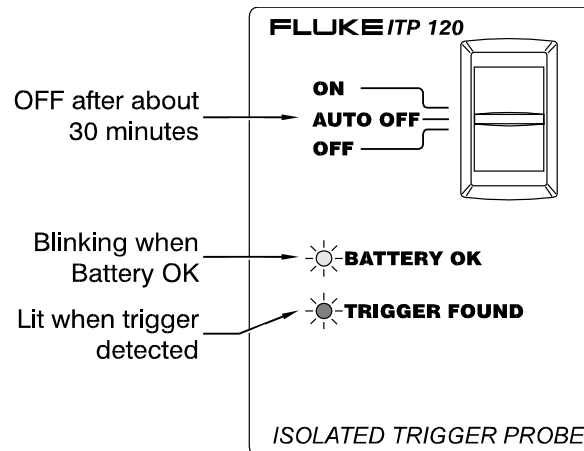 FLUKE ITP 120
OFF after about
30 minutes
ON
AUTO OFF
OFF
Blinking when
Battery OK
BATTERY OK
Lit when trigger
detected
TRIGGER FOUND
ISOLATED TRIGGER PROBE